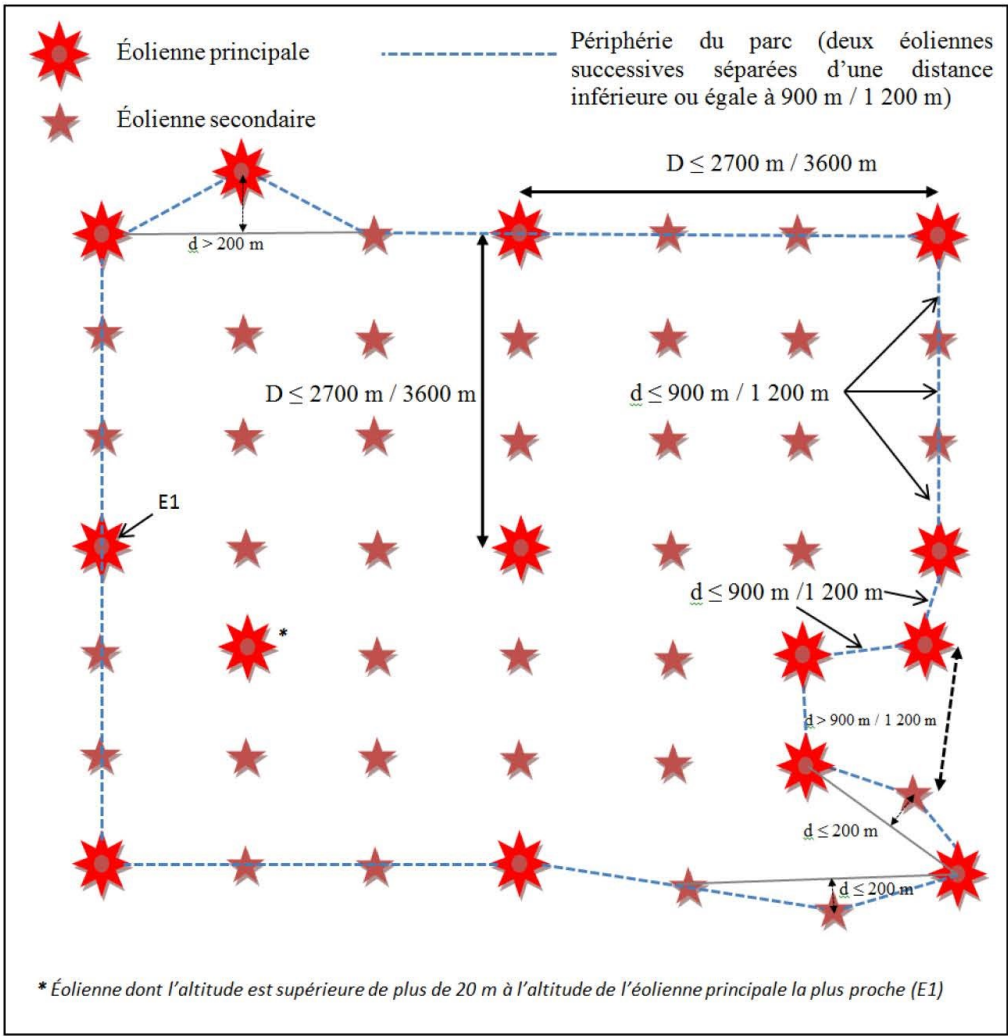 Éolienne principale
Éolienne secondaire
Périphérie du parc (deux éoliennes
successives séparées d’une distance
inférieure ou égale à 900 m / 1 200 m)
D ≤ 2700 m / 3600 m
d > 200 m
D ≤ 2700 m / 3600 m
d ≤ 900 m / 1 200 m
E1
d ≤ 900 m /1 200 m
*
d > 900 m / 1 200 m
d ≤ 200 m
d ≤ 200 m
* Éolienne dont l’altitude est supérieure de plus de 20 m à l’altitude de l’éolienne principale la plus proche (E1)